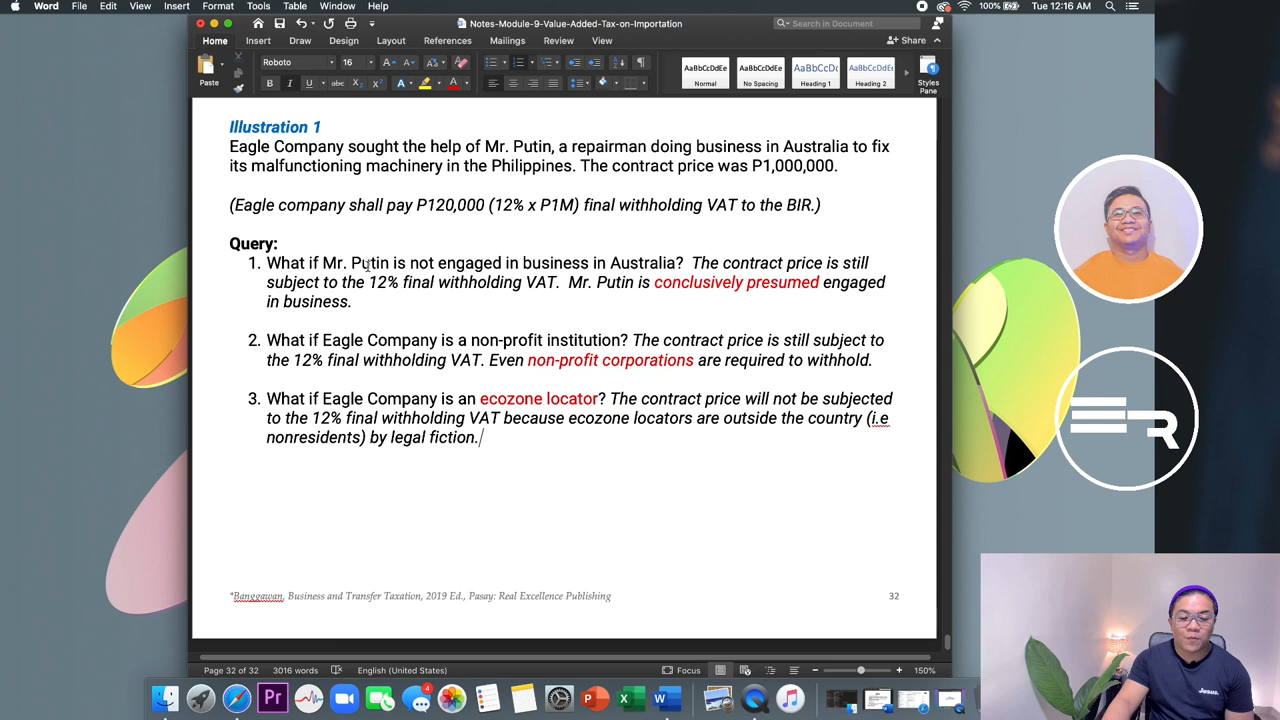 Word File Edit View Insert Format Tools Table Window Help 100% Tue 12:16 AM
Notes-Module-9-Value-Added-Tax-on-Importation
Search in Document
Home Insert Draw Design Layout References Mailings Review View Share
Paste Roboto 16 AaBbCcDdEe AaBbCcDdEe AaBbCcDc AaBbCcDdEe
Normal No Spacing Heading 1 Heading 2 Styles Pane
Illustration 1
Eagle Company sought the help of Mr. Putin, a repairman doing business in Australia to fix
its malfunctioning machinery in the Philippines. The contract price was P1,000,000.
(Eagle company shall pay P120,000 (12% x P1M) final withholding VAT to the BIR.)
Query:
1. What if Mr. Putin is not engaged in business in Australia? The contract price is still
subject to the 12% final withholding VAT. Mr. Putin is conclusively presumed engaged
in business.
2. What if Eagle Company is a non-profit institution? The contract price is still subject to
the 12% final withholding VAT. Even non-profit corporations are required to withhold.
3. What if Eagle Company is an ecozone locator? The contract price will not be subjected
to the 12% final withholding VAT because ecozone locators are outside the country (i.e
nonresidents) by legal fiction.
*Banggawan, Business and Transfer Taxation, 2019 Ed., Pasay: Real Excellence Publishing 32
Page 32 of 32 3016 words English (United States) Focus 150%
ER
Jesus.